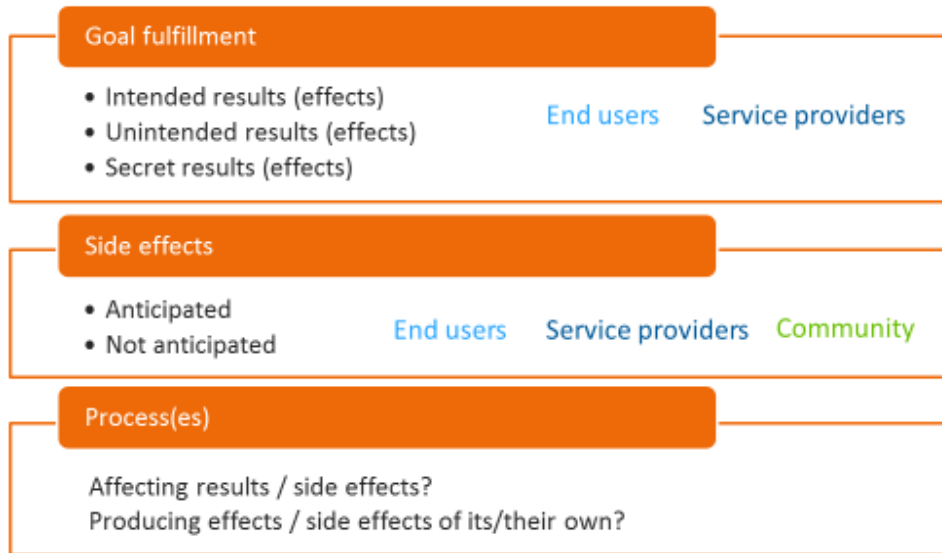 Goal fulfillment
• Intended results (effects)
• Unintended results (effects)
• Secret results (effects)
End users Service providers
Side effects
• Anticipated
• Not anticipated
End users Service providers Community
Process(es)
Affecting results / side effects?
Producing effects / side effects of its/their own?